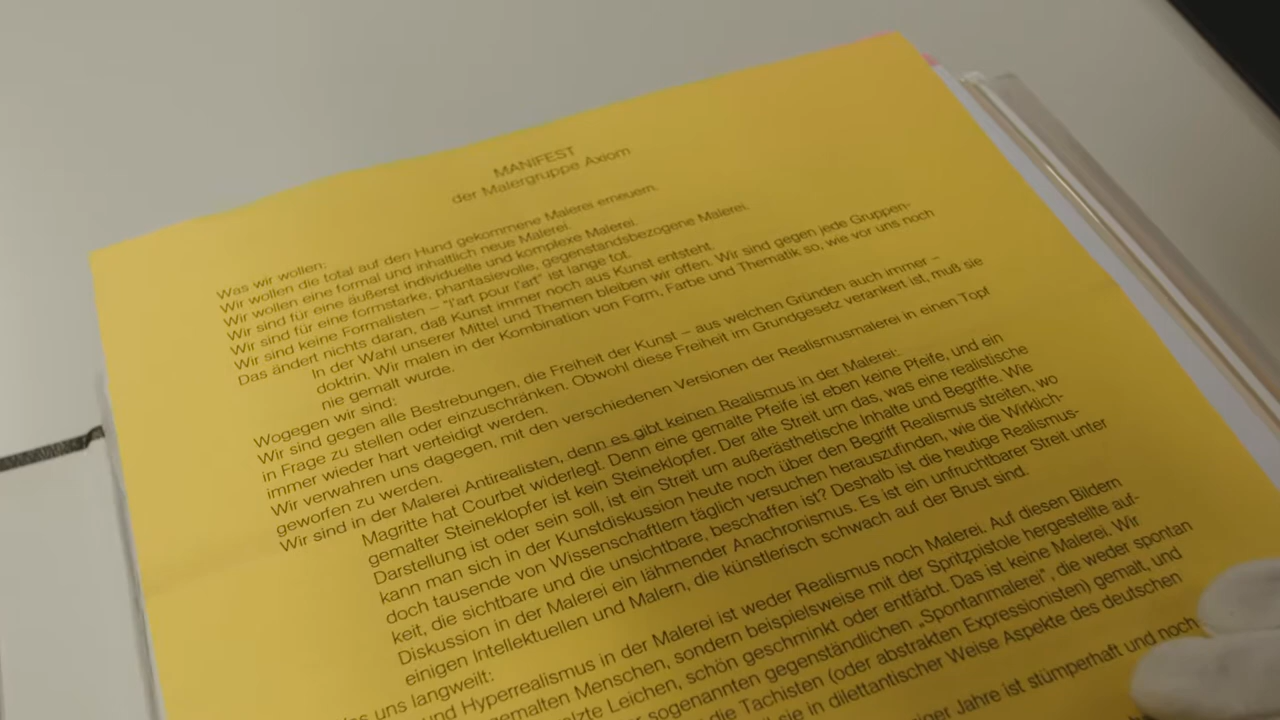 MANIFEST
der Malergruppe Axiom
Was wir wollen:
Wir wollen die total auf den Hund gekommene Malerei erneuern.
Wir wollen eine formal und inhaltlich neue Malerei.
Wir sind für eine äußerst individuelle und komplexe Malerei.
Wir sind für eine formstarke, phantasievolle, gegenstandsbezogene Malerei.
Wir sind keine Formalisten – "l'art pour l'art" ist lange tot.
Das ändert nichts daran, daß Kunst immer noch aus Kunst entsteht.
In der Wahl unserer Mittel und Themen bleiben wir offen. Wir sind gegen jede Gruppen-
doktrin. Wir malen in der Kombination von Form, Farbe und Thematik so, wie vor uns noch
nie gemalt wurde.
Wogegen wir sind:
Wir sind gegen alle Bestrebungen, die Freiheit der Kunst – aus welchen Gründen auch immer –
in Frage zu stellen oder einzuschränken. Obwohl diese Freiheit im Grundgesetz verankert ist, muß sie
immer wieder hart verteidigt werden.
Wir verwahren uns dagegen, mit den verschiedenen Versionen der Realismusmalerei in einen Topf
geworfen zu werden.
Wir sind in der Malerei Antirealisten, denn es gibt keinen Realismus in der Malerei:
Magritte hat Courbet widerlegt. Denn eine gemalte Pfeife ist eben keine Pfeife, und ein
gemalter Steineklopfer ist kein Steineklopfer. Der alte Streit um das, was eine realistische
Darstellung ist oder sein soll, ist ein Streit um außerästhetische Inhalte und Begriffe. Wie
kann man sich in der Kunstdiskussion heute noch über den Begriff Realismus streiten, wo
doch tausende von Wissenschaftlern täglich versuchen herauszufinden, wie die Wirklich-
keit, die sichtbare und die unsichtbare, beschaffen ist? Deshalb ist die heutige Realismus-
Diskussion in der Malerei ein lähmender Anachronismus. Es ist ein unfruchtbarer Streit unter
einigen Intellektuellen und Malern, die künstlerisch schwach auf der Brust sind.
uns langweilt:
und Hyperrealismus in der Malerei ist weder Realismus noch Malerei. Auf diesen Bildern
gemalten Menschen, sondern beispielsweise mit der Spritzpistole hergestellte auf-
Leichen, schön geschminkt oder entfärbt. Das ist keine Malerei. Wir
sogenannten gegenständlichen „Spontanmalerei", die weder spontan
die Tachisten (oder abstrakten Expressionisten) gemalt, und
sie in dilettantischer Weise Aspekte des deutschen
Jahre ist stümperhaft und noch